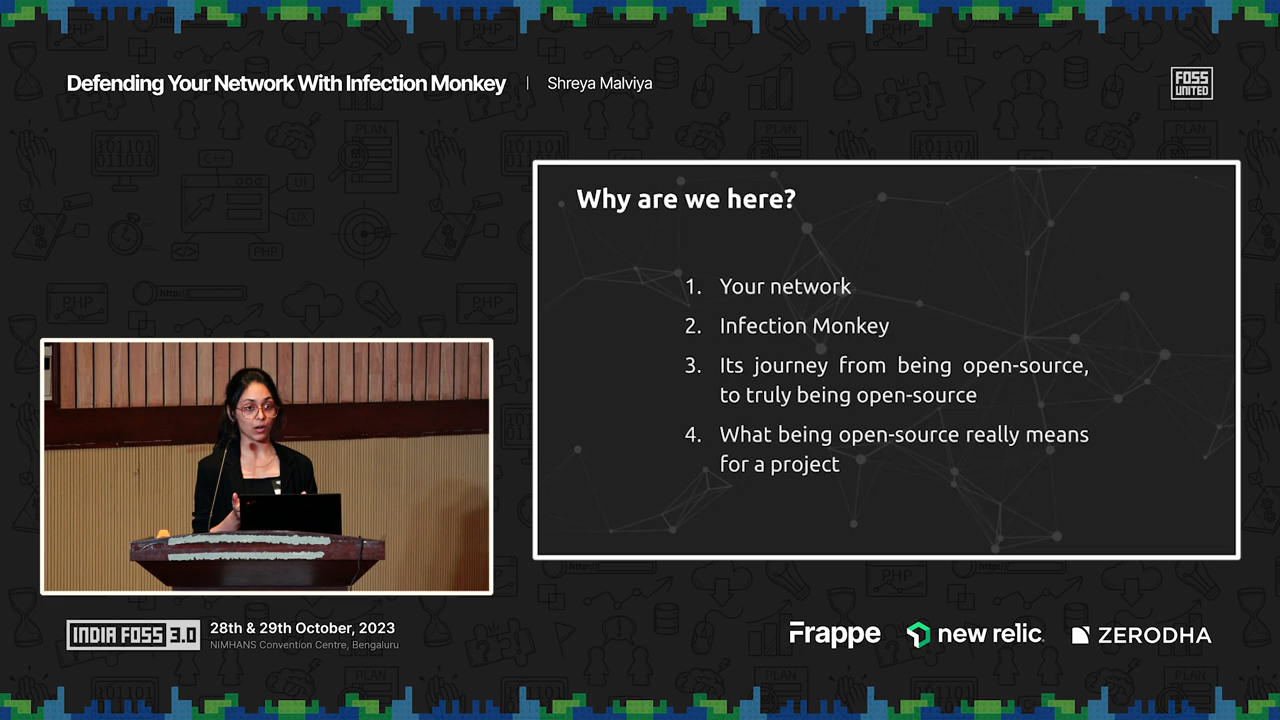 Defending Your Network With Infection Monkey | Shreya Malviya
FOSS
UNITED
Why are we here?
1. Your network
2. Infection Monkey
3. Its journey from being open-source,
to truly being open-source
4. What being open-source really means
for a project
INDIA FOSS 3.0
28th & 29th October, 2023
NIMHANS Convention Centre, Bengaluru
Frappe
new relic
ZERODHA